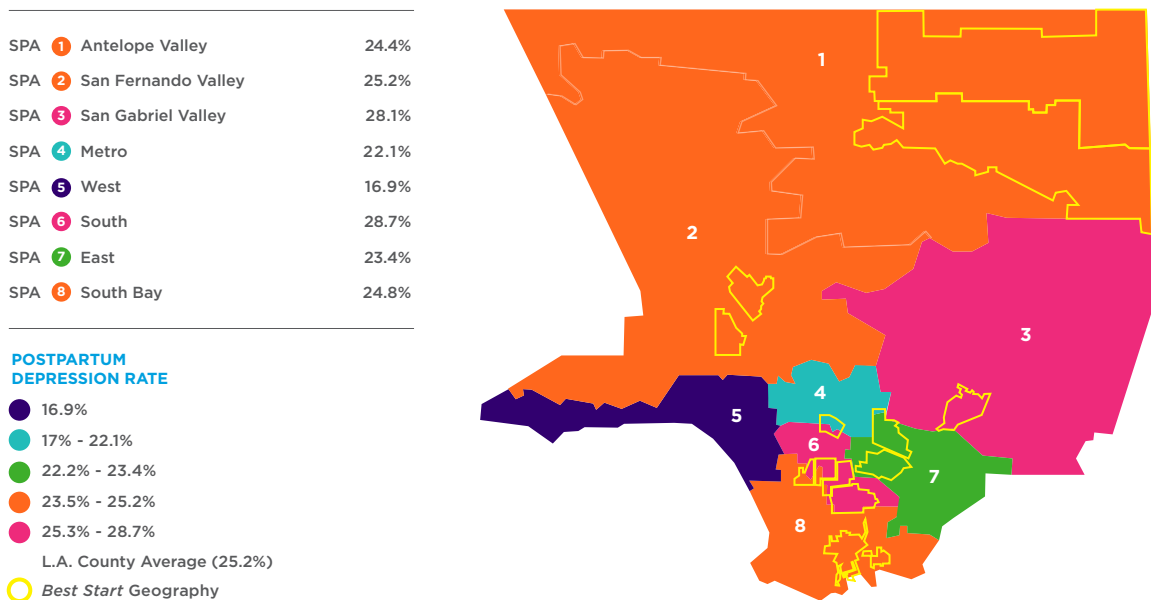 SPA 1 Antelope Valley 24.4%
SPA 2 San Fernando Valley 25.2%
SPA 3 San Gabriel Valley 28.1%
SPA 4 Metro 22.1%
SPA 5 West 16.9%
SPA 6 South 28.7%
SPA 7 East 23.4%
SPA 8 South Bay 24.8%
POSTPARTUM
DEPRESSION RATE
16.9%
17% - 22.1%
22.2% - 23.4%
23.5% - 25.2%
25.3% - 28.7%
L.A. County Average (25.2%)
Best Start Geography
1
2
3
4
5
6
7
8